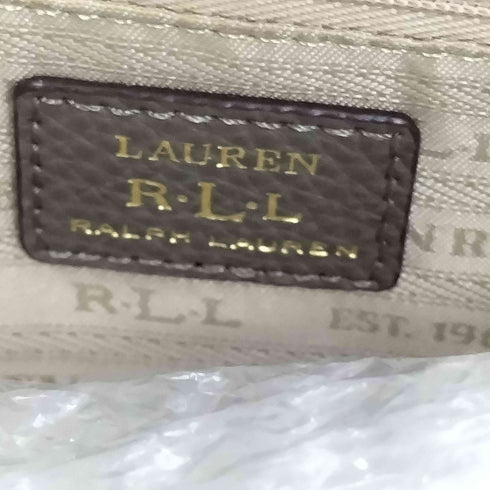 LAUREN
R·L·L
RALPH LAUREN
R·L·L
EST. 19